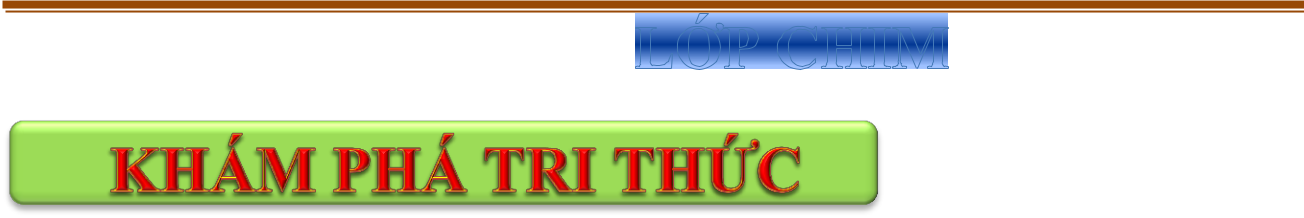 LỚP CHIM
KHÁM PHÁ TRI THỨC